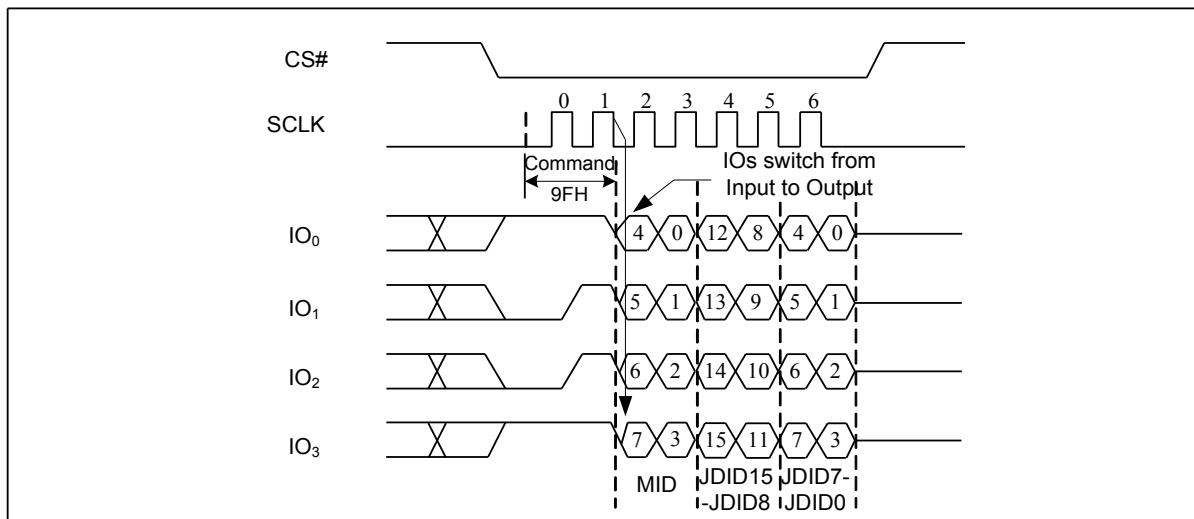 CS#
0 1 2 3 4 5 6
SCLK
Command
9FH
IOs switch from
Input to Output
IO0 4 0 12 8 4 0
IO1 5 1 13 9 5 1
IO2 6 2 14 10 6 2
IO3 7 3 15 11 7 3
MID
JDID15
-JDID8
JDID7-
JDID0